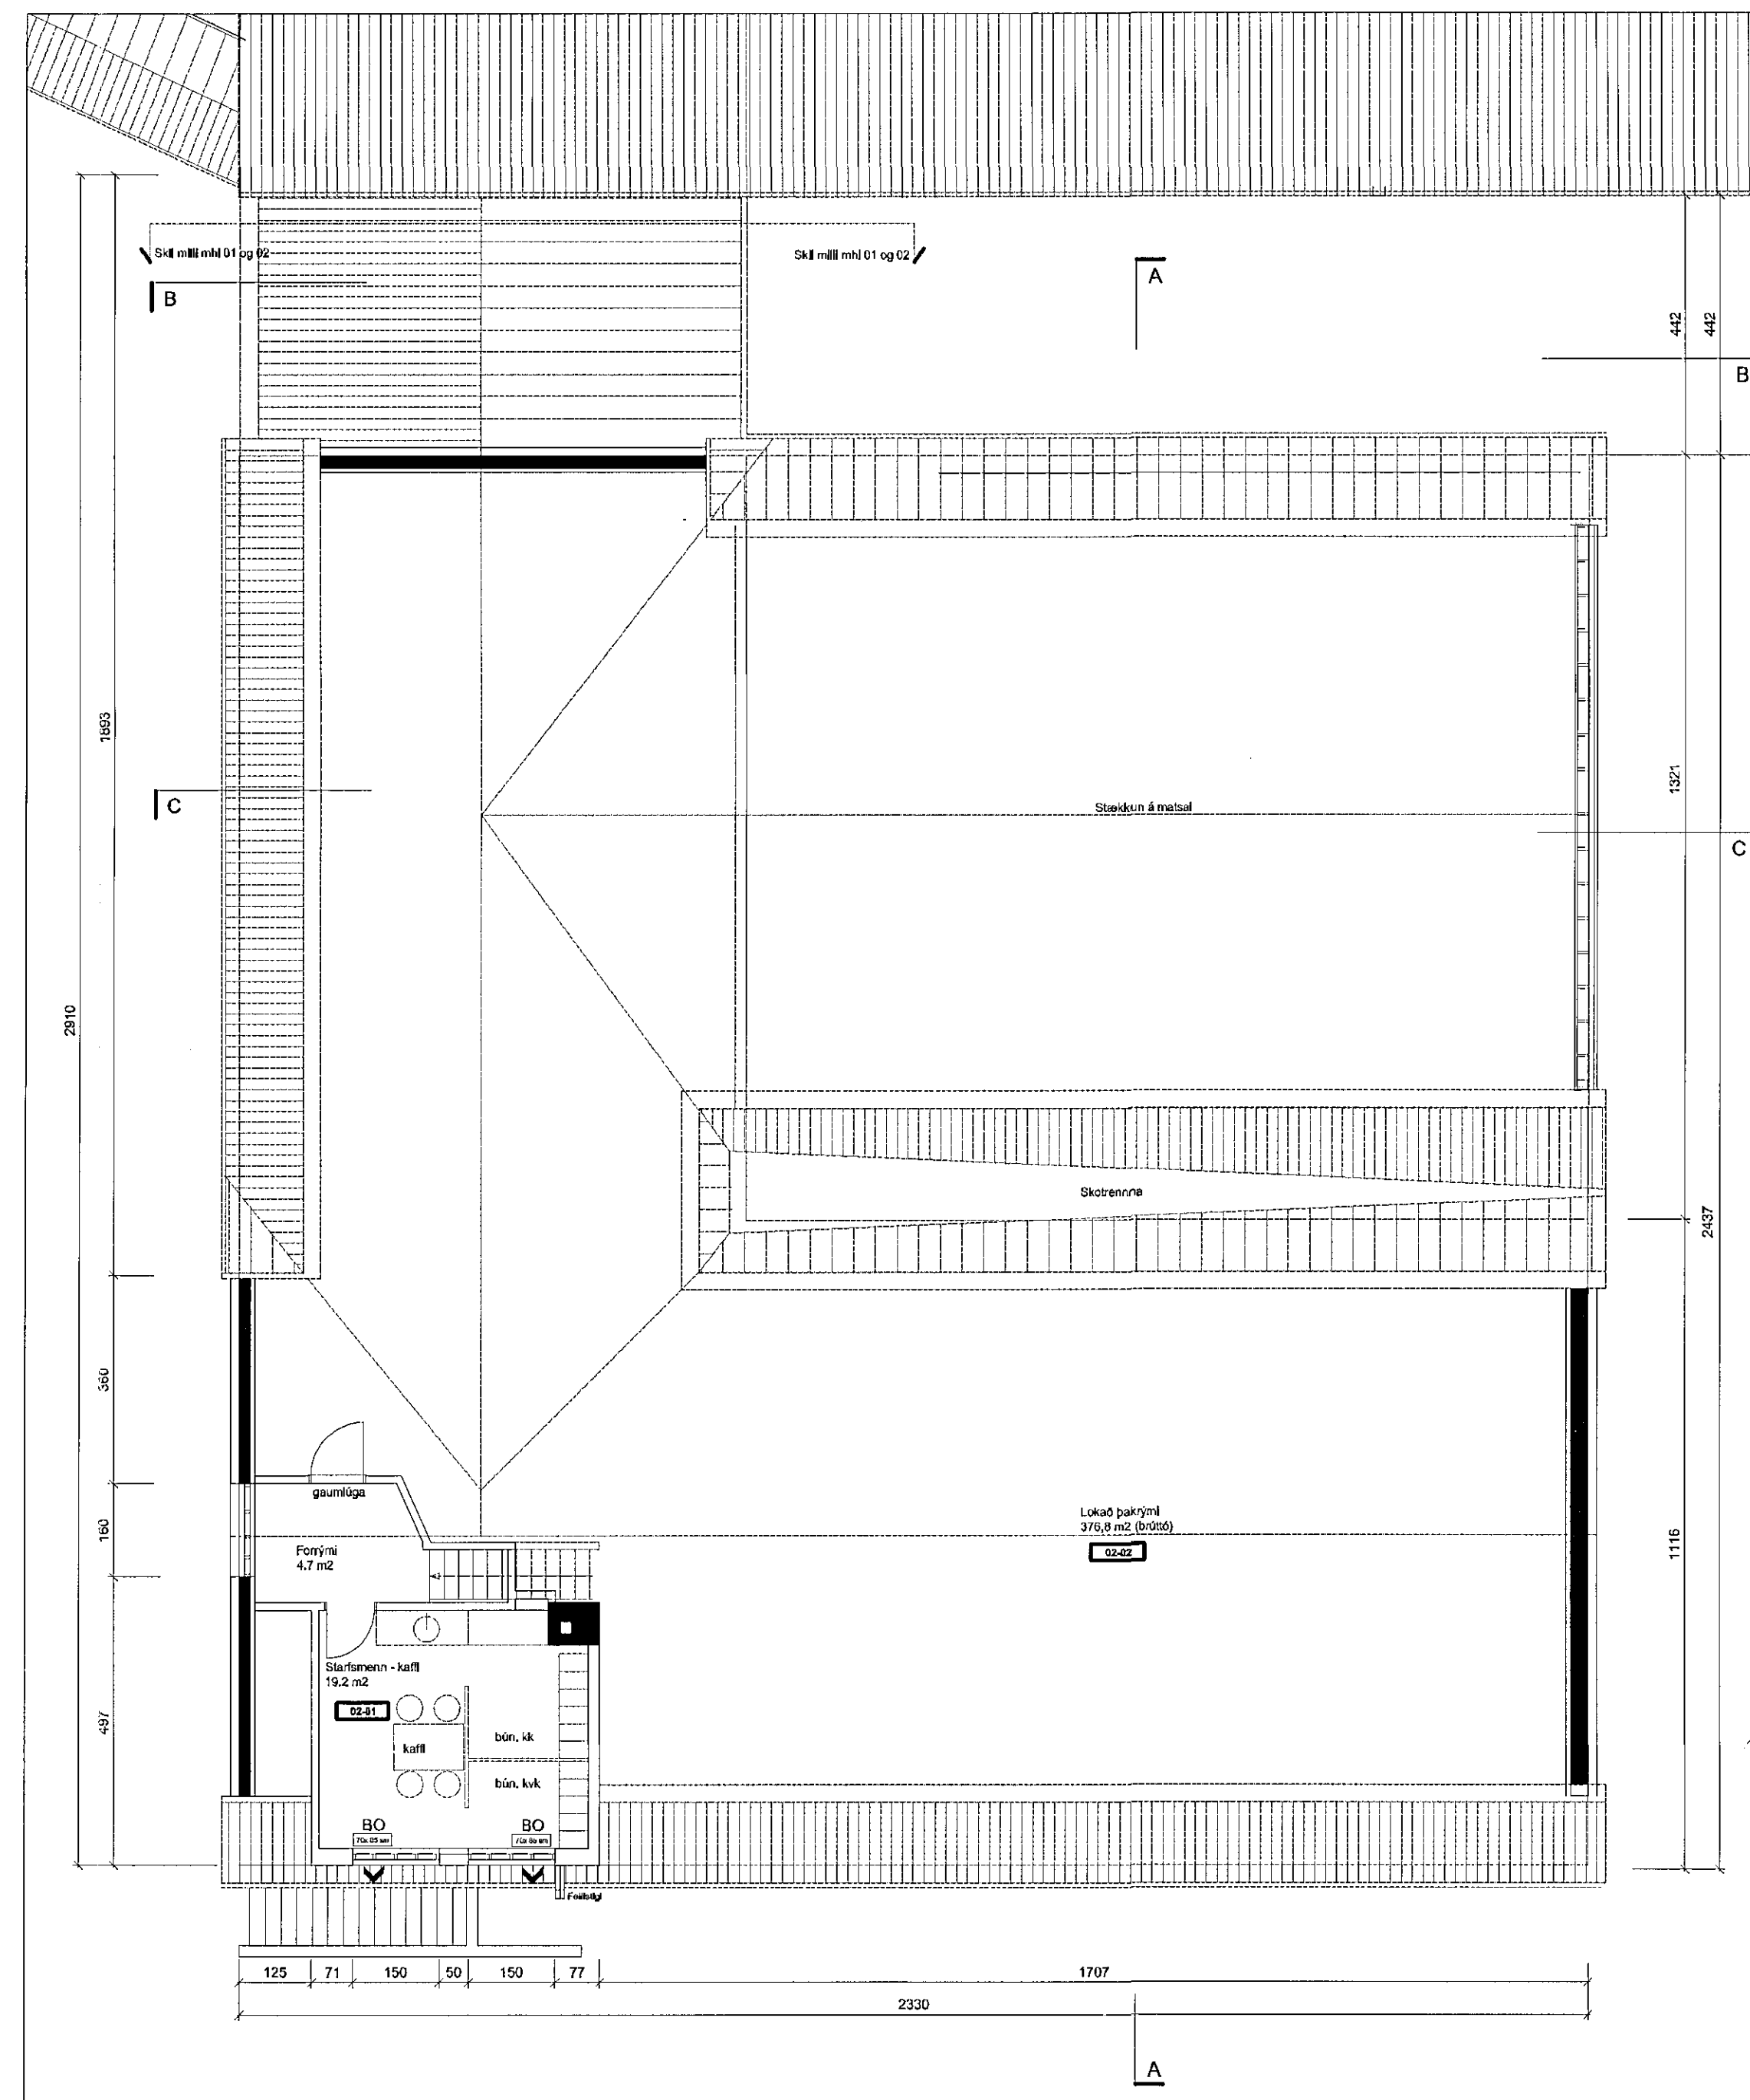 Skil milli mhl 01 og 02
Skil milli mhl 01 og 02
B
A
442
442
B
1893
1321
Stækkun á matsal
C
C
2910
Skotrennna
2437
360
gaumlúga
160
Forrými
4.7 m2
Lokað þakrými
376,8 m2 (brúttó)
02-02
1116
Starfsmenn - kaffi
19.2 m2
02-01
497
kaffi
bún. kk
bún. kvk
BO
BO
Fellistigi
125
71
150
50
150
77
1707
2330
A